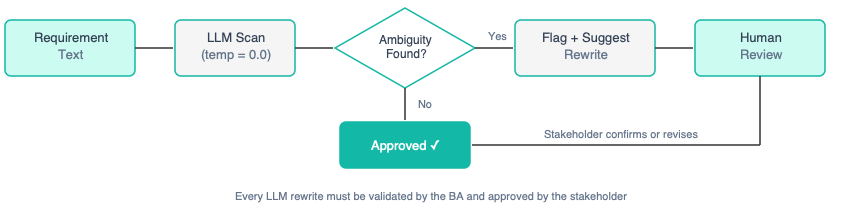 Requirement
Text
LLM Scan
(temp = 0.0)
Ambiguity
Found?
Yes
Flag + Suggest
Rewrite
Human
Review
No
Approved ✓
Stakeholder confirms or revises
Every LLM rewrite must be validated by the BA and approved by the stakeholder